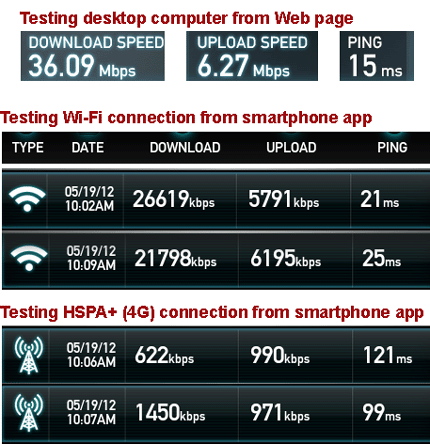 Testing desktop computer from Web page
DOWNLOAD SPEED UPLOAD SPEED PING
36.09 Mbps 6.27 Mbps 15 ms
Testing Wi-Fi connection from smartphone app
TYPE DATE DOWNLOAD UPLOAD PING
05/19/12 10:02AM 26619kbps 5791kbps 21ms
05/19/12 10:09AM 21798kbps 6195kbps 25ms
Testing HSPA+ (4G) connection from smartphone app
05/19/12 10:06AM 622kbps 990kbps 121ms
05/19/12 10:07AM 1450kbps 971kbps 99ms